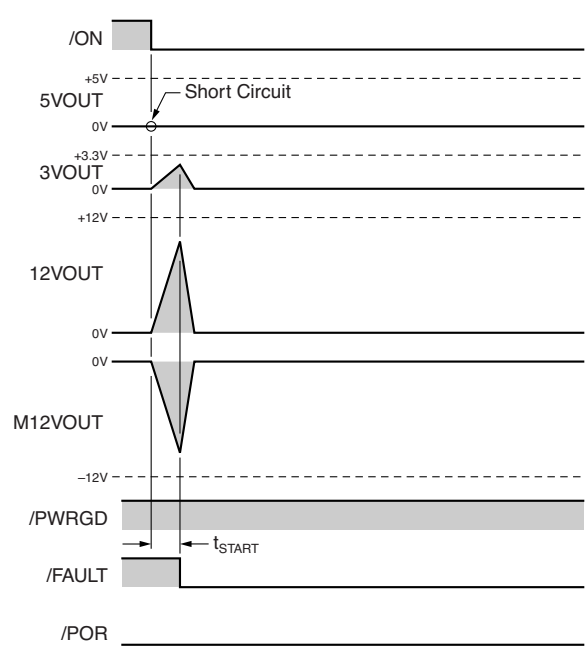 /ON
+5V
5VOUT
Short Circuit
0V
+3.3V
3VOUT
0V
+12V
12VOUT
0V
0V
M12VOUT
–12V
/PWRGD
tSTART
/FAULT
/POR